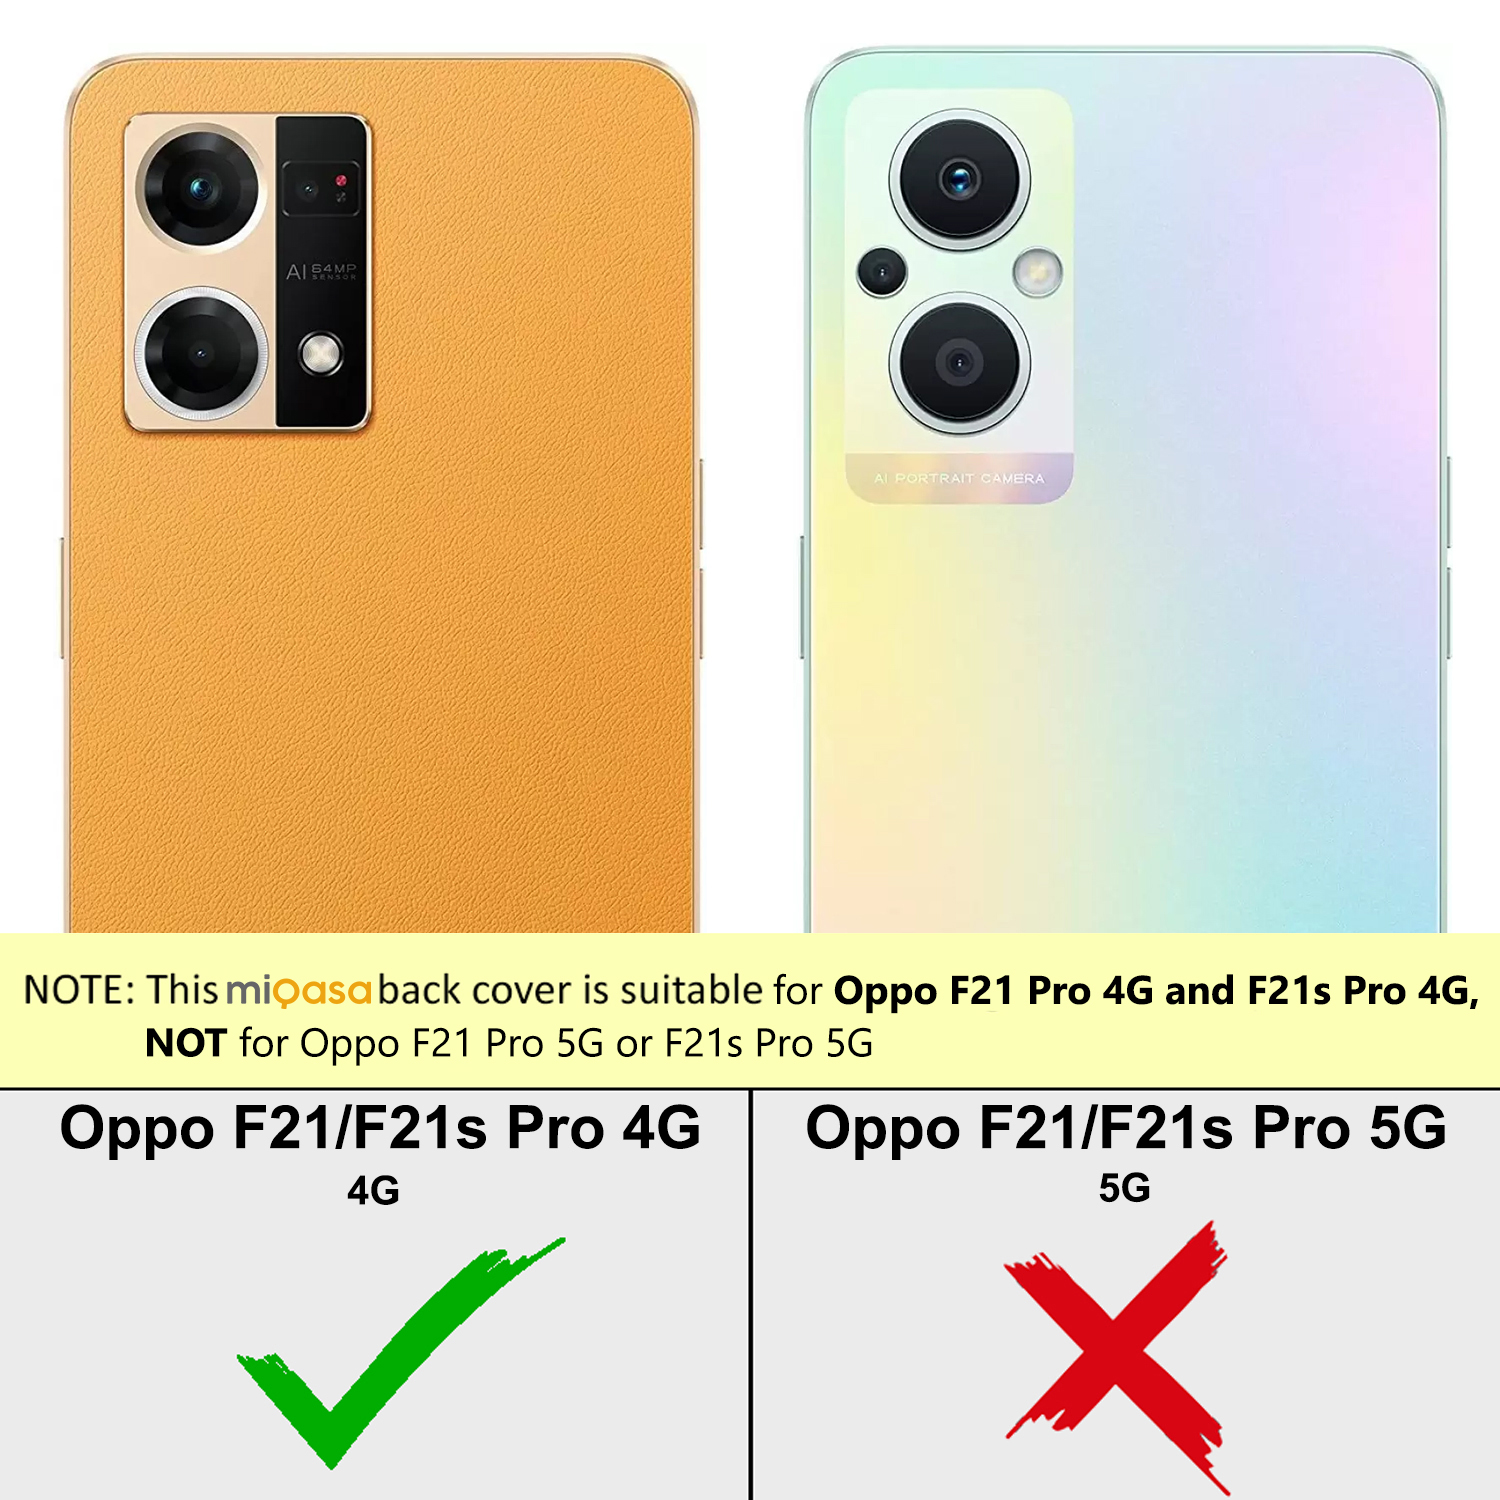 AI 64MP
SENSOR
AI PORTRAIT CAMERA
NOTE: This miQasa back cover is suitable for Oppo F21 Pro 4G and F21s Pro 4G,
NOT for Oppo F21 Pro 5G or F21s Pro 5G
Oppo F21/F21s Pro 4G
4G
Oppo F21/F21s Pro 5G
5G